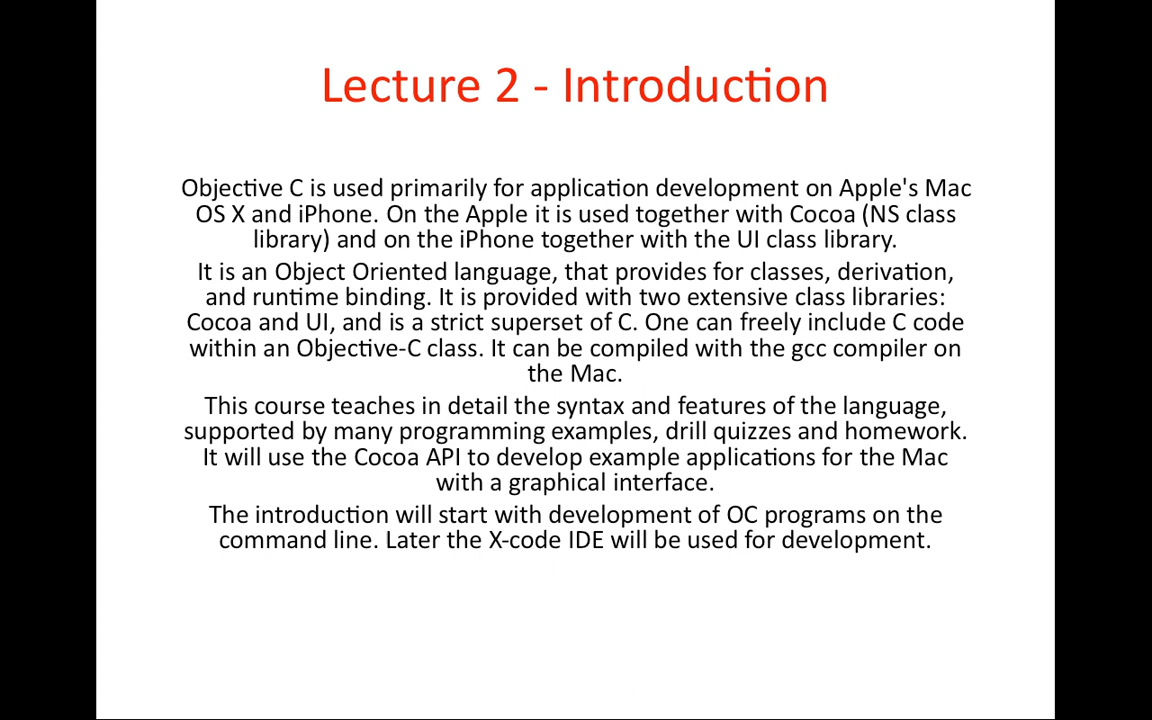 Lecture 2 - Introduction
Objective C is used primarily for application development on Apple's Mac
OS X and iPhone. On the Apple it is used together with Cocoa (NS class
library) and on the iPhone together with the UI class library.
It is an Object Oriented language, that provides for classes, derivation,
and runtime binding. It is provided with two extensive class libraries:
Cocoa and UI, and is a strict superset of C. One can freely include C code
within an Objective-C class. It can be compiled with the gcc compiler on
the Mac.
This course teaches in detail the syntax and features of the language,
supported by many programming examples, drill quizzes and homework.
It will use the Cocoa API to develop example applications for the Mac
with a graphical interface.
The introduction will start with development of OC programs on the
command line. Later the X-code IDE will be used for development.